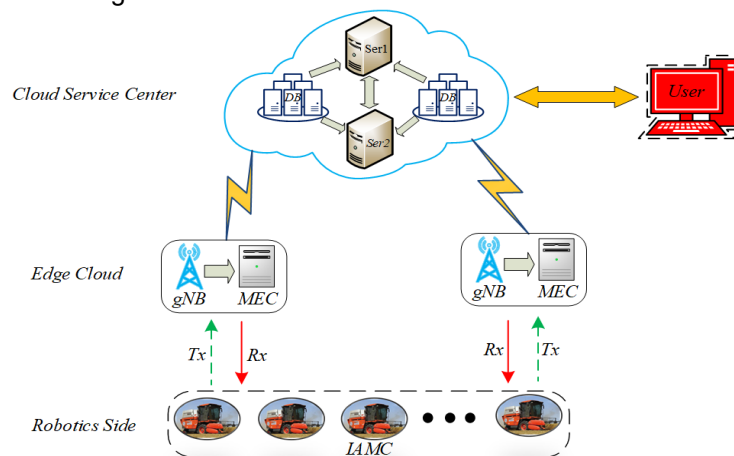 Ser1
Cloud Service Center
DB
DB
User
Ser2
Edge Cloud
gNB
MEC
gNB
MEC
Tx
Rx
Rx
Tx
Robotics Side
IAMC